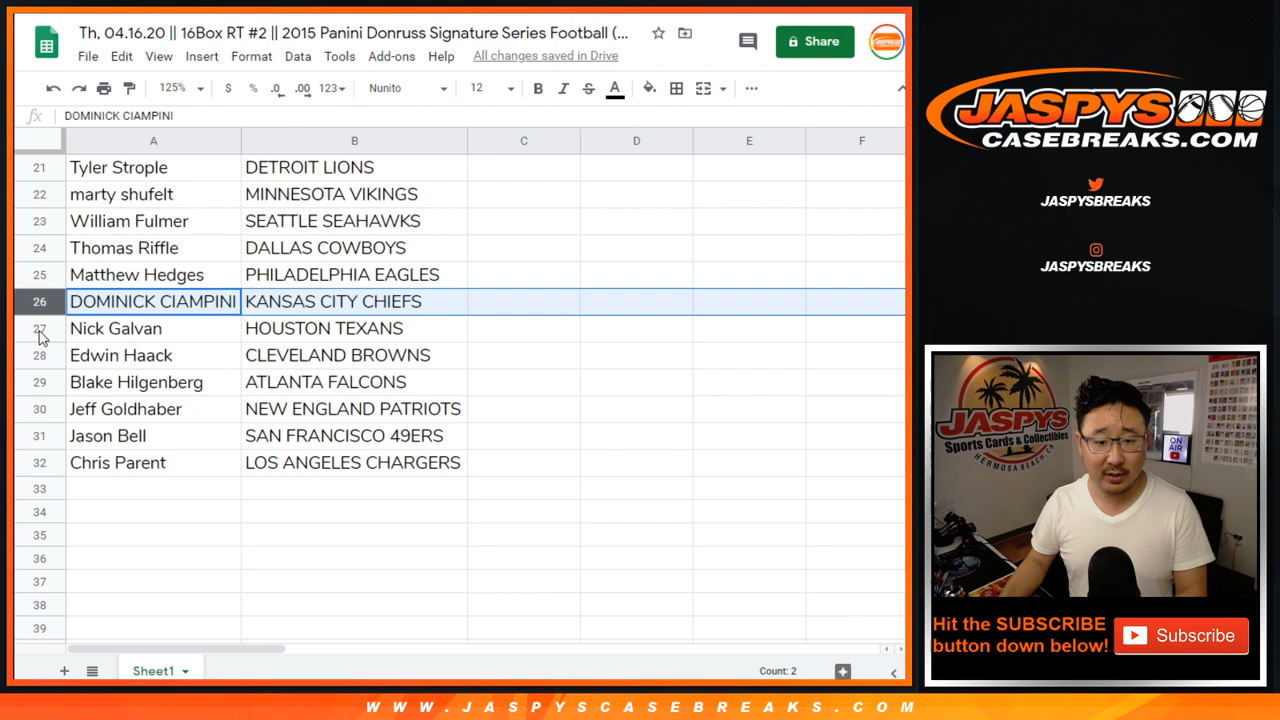 Th, 04.16.20 || 16Box RT #2 || 2015 Panini Donruss Signature Series Football (...
File Edit View Insert Format Data Tools Add-ons Help All changes saved in Drive
Share
125% $ % .0 .00 123 Nunito 12 B I S A
fx DOMINICK CIAMPINI
A B E D E F
21 Tyler Strople DETROIT LIONS
22 marty shufelt MINNESOTA VIKINGS
23 William Fulmer SEATTLE SEAHAWKS
24 Thomas Riffle DALLAS COWBOYS
25 Matthew Hedges PHILADELPHIA EAGLES
26 DOMINICK CIAMPINI KANSAS CITY CHIEFS
27 Nick Galvan HOUSTON TEXANS
28 Edwin Haack CLEVELAND BROWNS
29 Blake Hilgenberg ATLANTA FALCONS
30 Jeff Goldhaber NEW ENGLAND PATRIOTS
31 Jason Bell SAN FRANCISCO 49ERS
32 Chris Parent LOS ANGELES CHARGERS
33
34
35
36
37
38
39
Sheet1
Count: 2
JASPYS
CASEBREAKS.COM
JASPYSBREAKS
JASPYSBREAKS
JASPYS
Sports Cards & Collectibles
HERMOSA BEACH, CA
ON
AIR
Hit the SUBSCRIBE
button down below!
Subscribe
WWW.JASPYSCASEBREAKS.COM